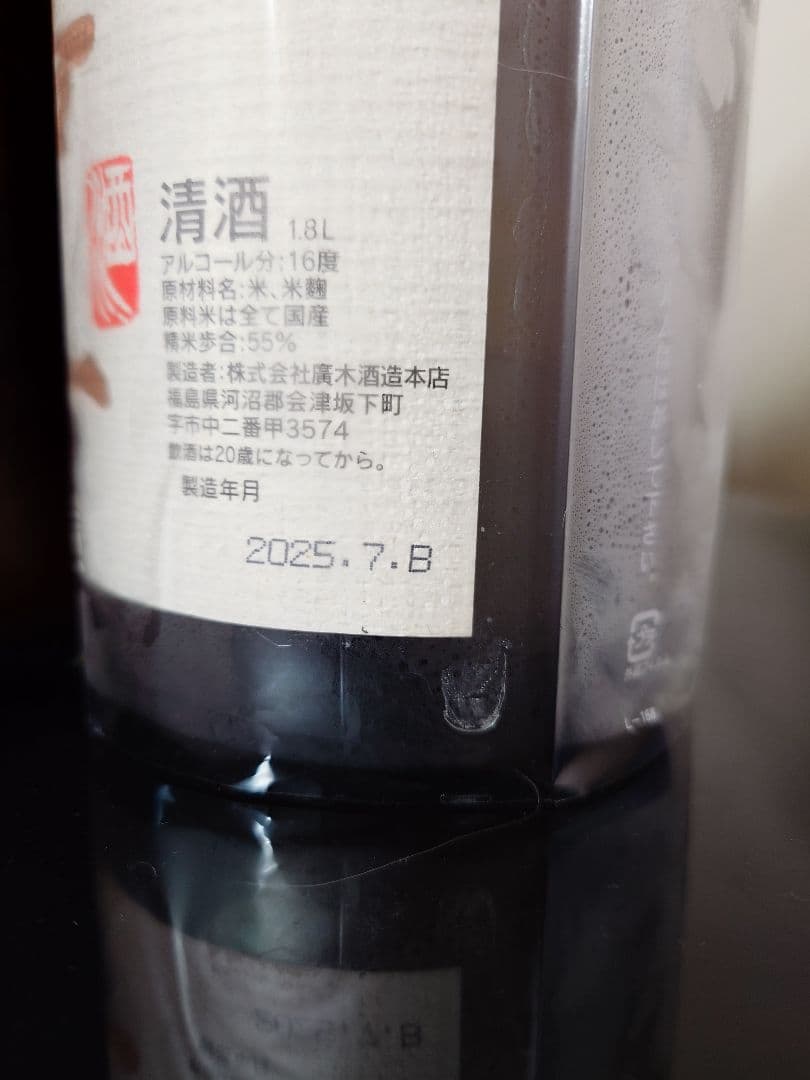 清酒 1.8L
アルコール分:16度
原材料名:米、米麹
原料米は全て国産
精米歩合:55%
製造者:株式会社廣木酒造本店
福島県河沼郡会津坂下町
字市中二番甲3574
飲酒は20歳になってから。
製造年月
2025.7.B